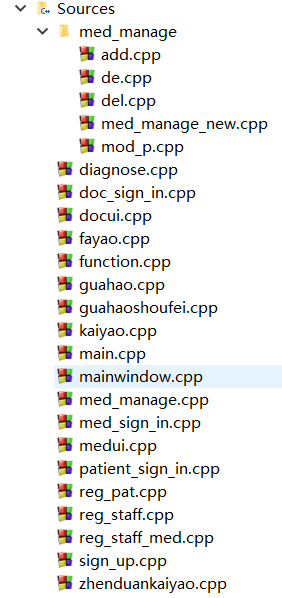 Sources
med_manage
add.cpp
de.cpp
del.cpp
med_manage_new.cpp
mod_p.cpp
diagnose.cpp
doc_sign_in.cpp
docui.cpp
fayao.cpp
function.cpp
guahao.cpp
guahaoshoufei.cpp
kaiyao.cpp
main.cpp
mainwindow.cpp
med_manage.cpp
med_sign_in.cpp
medui.cpp
patient_sign_in.cpp
reg_pat.cpp
reg_staff.cpp
reg_staff_med.cpp
sign_up.cpp
zhenduankaiyao.cpp